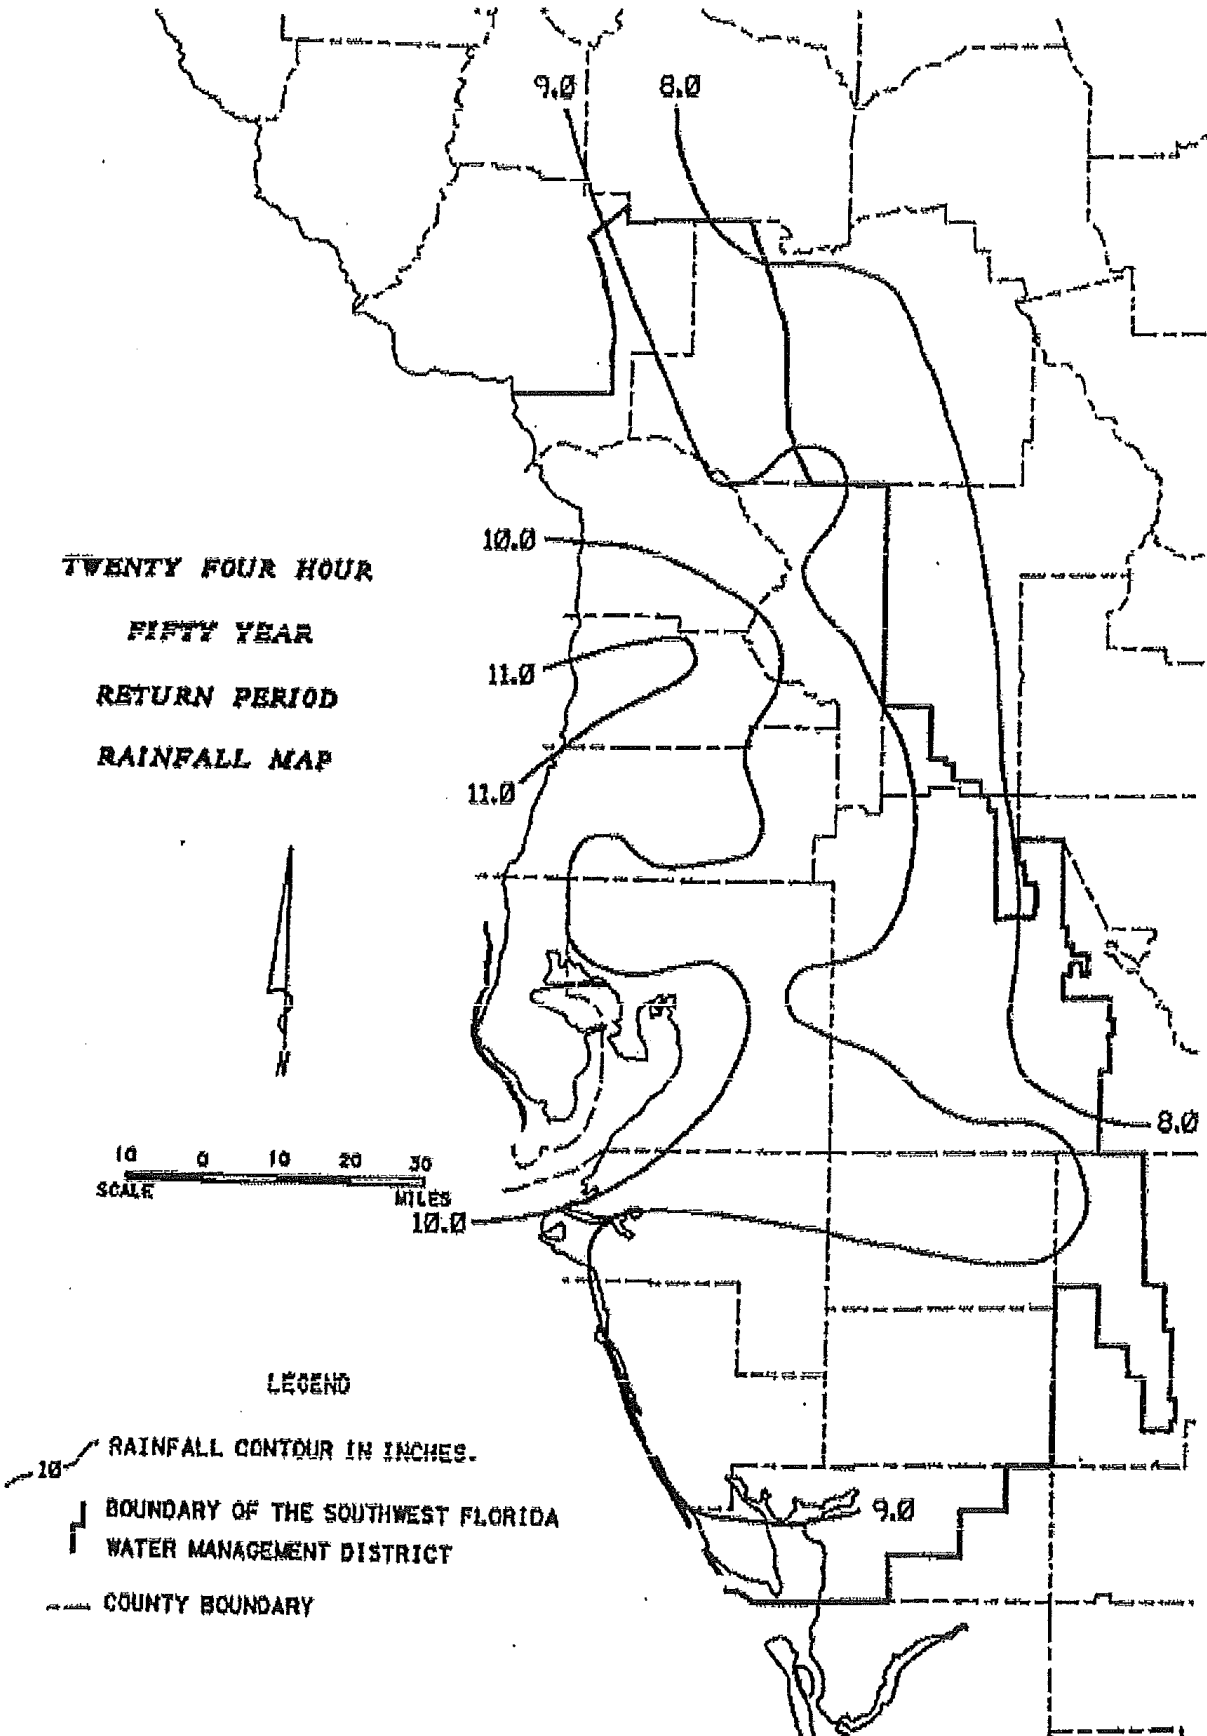 9.0 8.0
10.0
TWENTY FOUR HOUR
FIFTY YEAR
11.0
RETURN PERIOD
RAINFALL MAP
11.0
N
8.0
10 0 10 20 30
SCALE MILES
10.0
LEGEND
10 RAINFALL CONTOUR IN INCHES.
BOUNDARY OF THE SOUTHWEST FLORIDA
9.0
WATER MANAGEMENT DISTRICT
COUNTY BOUNDARY